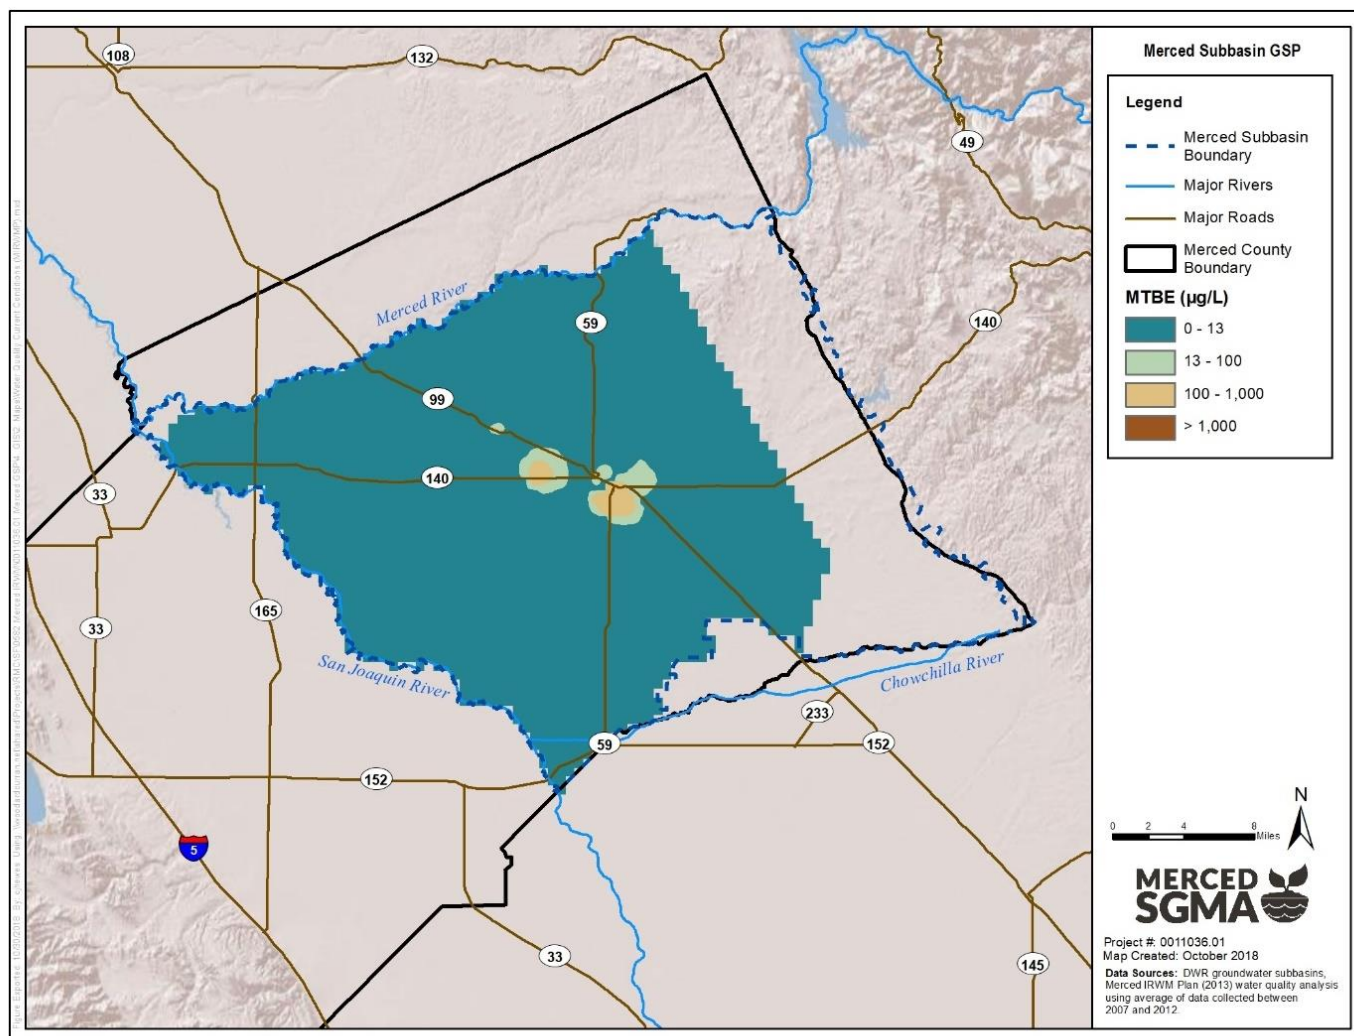 108
132
49
Merced River
59
140
99
140
33
165
33
San Joaquin River
Chowchilla River
233
59
152
152
5
33
145
Merced Subbasin GSP
Legend
Merced Subbasin
Boundary
Major Rivers
Major Roads
Merced County
Boundary
MTBE (µg/L)
0 - 13
13 - 100
100 - 1,000
> 1,000
N
0 2 4 8
Miles
MERCED
SGMA
Project #: 0011036.01
Map Created: October 2018
Data Sources: DWR groundwater subbasins,
Merced IRWM Plan (2013) water quality analysis
using average of data collected between
2007 and 2012.